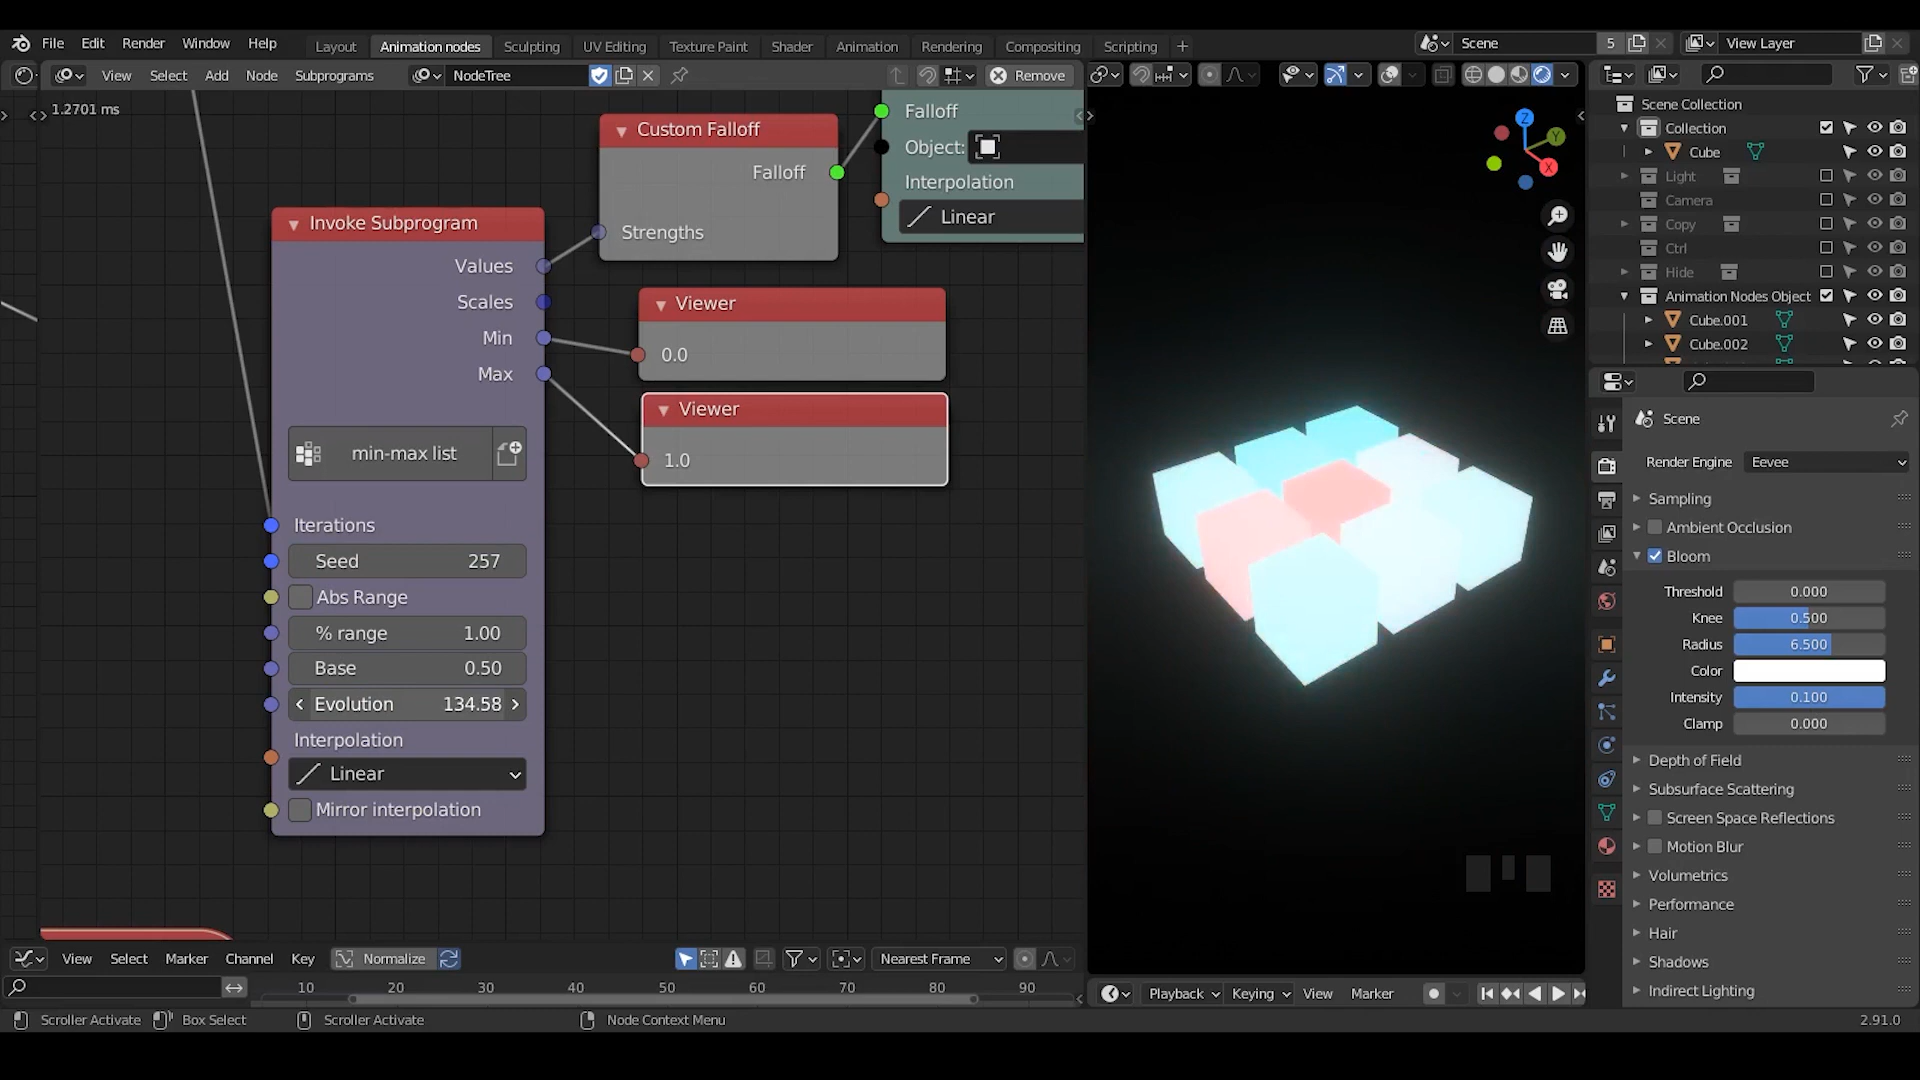 File Edit Render Window Help Layout Animation nodes Sculpting UV Editing Texture Paint Shader Animation Rendering Compositing Scripting Scene 5 View Layer
View Select Add Node Subprograms NodeTree Remove
1.2701 ms
Falloff
Object:
Interpolation
Linear
Custom Falloff
Falloff
Strengths
Invoke Subprogram
Values
Scales
Min
Max
min-max list
Iterations
Seed 257
Abs Range
% range 1.00
Base 0.50
Evolution 134.58
Interpolation
Linear
Mirror interpolation
Viewer
0.0
Viewer
1.0
Z
Y
X
Scene Collection
Collection
Cube
Light
Camera
Copy
Ctrl
Hide
Animation Nodes Object
Cube.001
Cube.002
Scene
Render Engine Eevee
Sampling
Ambient Occlusion
Bloom
Threshold 0.000
Knee 0.500
Radius 6.500
Color
Intensity 0.100
Clamp 0.000
Depth of Field
Subsurface Scattering
Screen Space Reflections
Motion Blur
Volumetrics
Performance
Hair
Shadows
Indirect Lighting
View Select Marker Channel Key Normalize Nearest Frame
10 20 30 40 50 60 70 80 90
Playback Keying View Marker
Scroller Activate Box Select Scroller Activate Node Context Menu 2.91.0